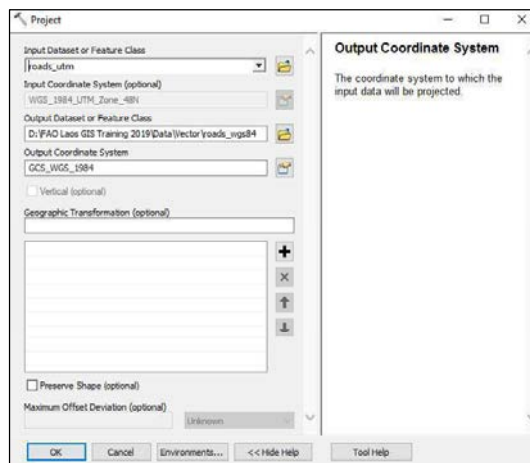 Project
Input Dataset or Feature Class
roads_utm
Input Coordinate System (optional)
WGS_1984_UTM_Zone_48N
Output Dataset or Feature Class
D:\FAO Laos GIS Training 2019\Data\Vector\roads_wgs84
Output Coordinate System
GCS_WGS_1984
Vertical (optional)
Geographic Transformation (optional)
Preserve Shape (optional)
Maximum Offset Deviation (optional)
Unknown
OK
Cancel
Environments...
<< Hide Help
Tool Help
Output Coordinate System
The coordinate system to which the
input data will be projected.